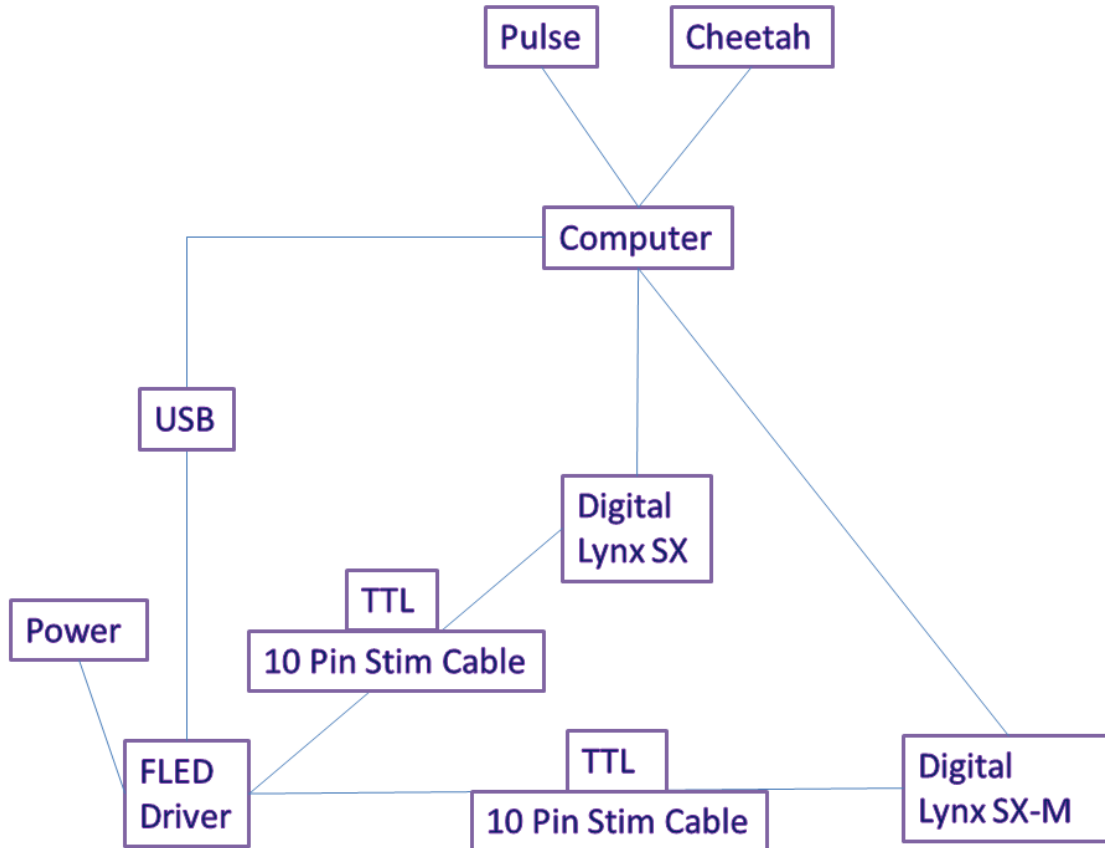 Pulse
Cheetah
Computer
USB
Digital
Lynx SX
TTL
10 Pin Stim Cable
Power
FLED
Driver
TTL
10 Pin Stim Cable
Digital
Lynx SX-M